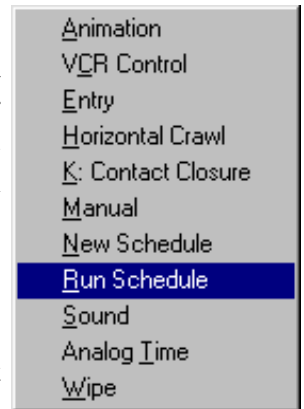 Animation
VCR Control
Entry
Horizontal Crawl
K: Contact Closure
Manual
New Schedule
Run Schedule
Sound
Analog Time
Wipe